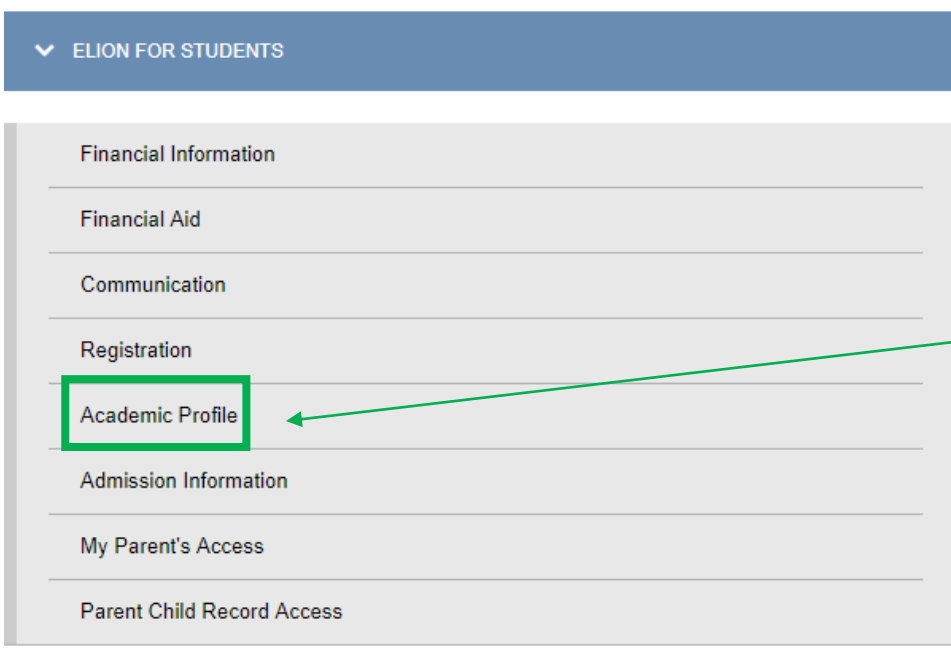 ELION FOR STUDENTS
Financial Information
Financial Aid
Communication
Registration
Academic Profile
Admission Information
My Parent's Access
Parent Child Record Access